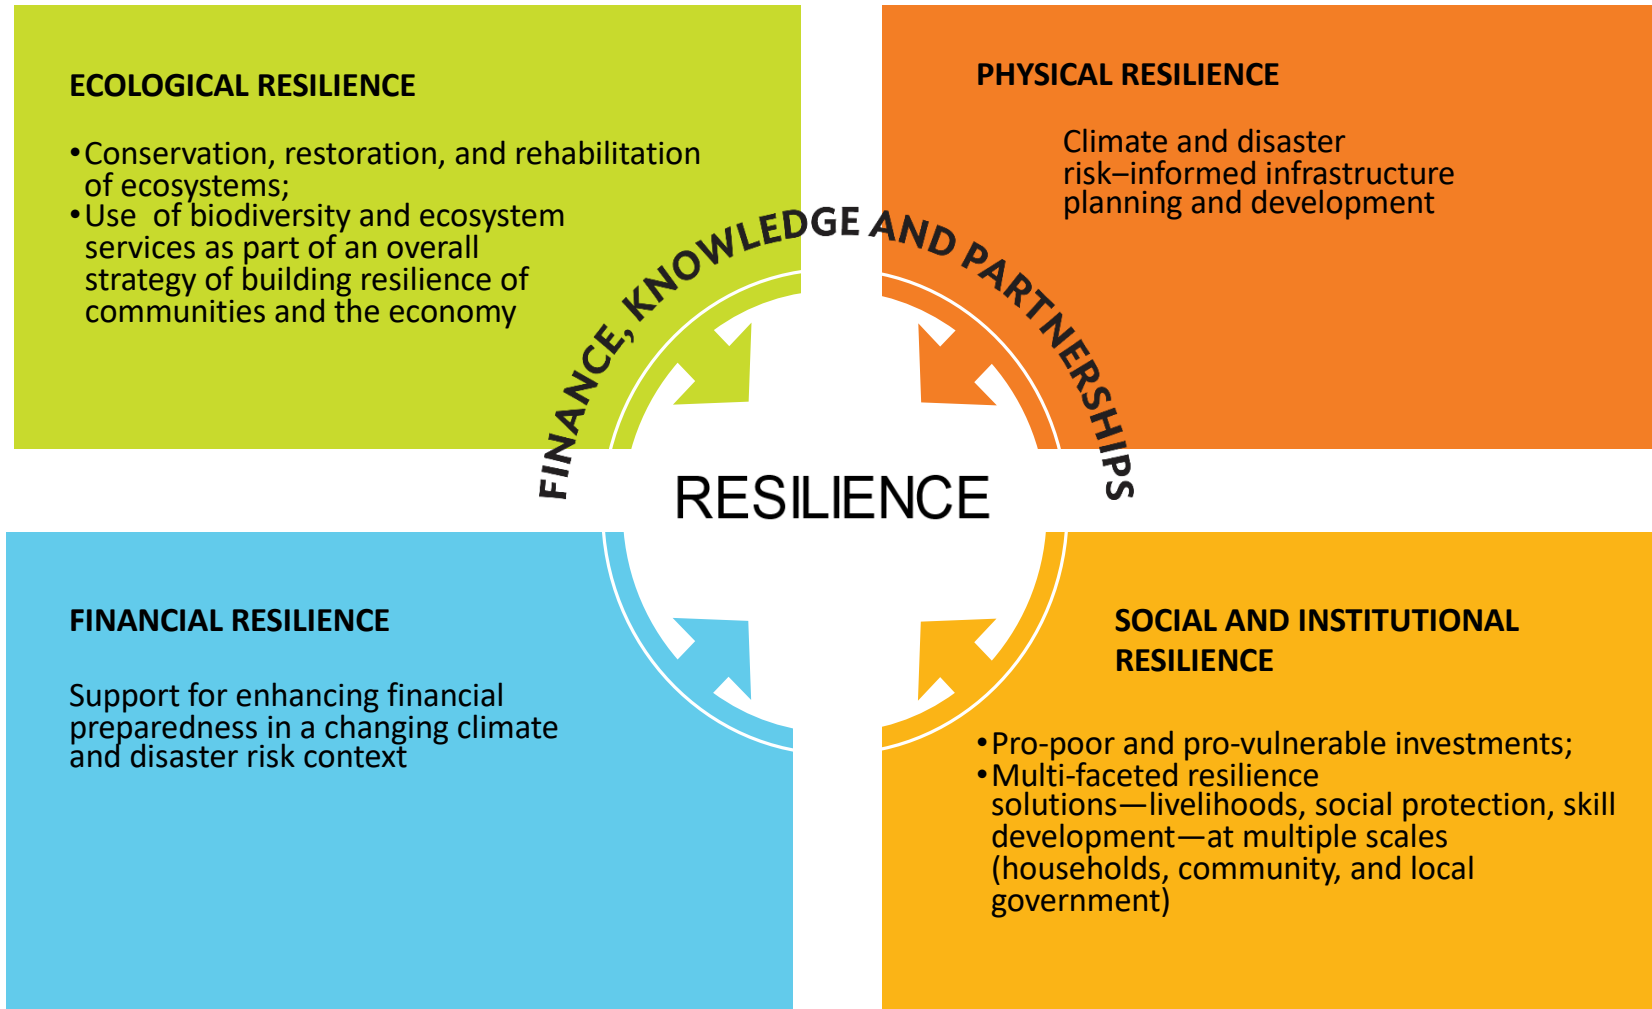 ECOLOGICAL RESILIENCE
•Conservation, restoration, and rehabilitation
of ecosystems;
•Use of biodiversity and ecosystem
services as part of an overall
strategy of building resilience of
communities and the economy
PHYSICAL RESILIENCE
Climate and disaster
risk–informed infrastructure
planning and development
FINANCE, KNOWLEDGE AND PARTNERSHIPS
RESILIENCE
FINANCIAL RESILIENCE
Support for enhancing financial
preparedness in a changing climate
and disaster risk context
SOCIAL AND INSTITUTIONAL
RESILIENCE
•Pro-poor and pro-vulnerable investments;
•Multi-faceted resilience
solutions—livelihoods, social protection, skill
development—at multiple scales
(households, community, and local
government)